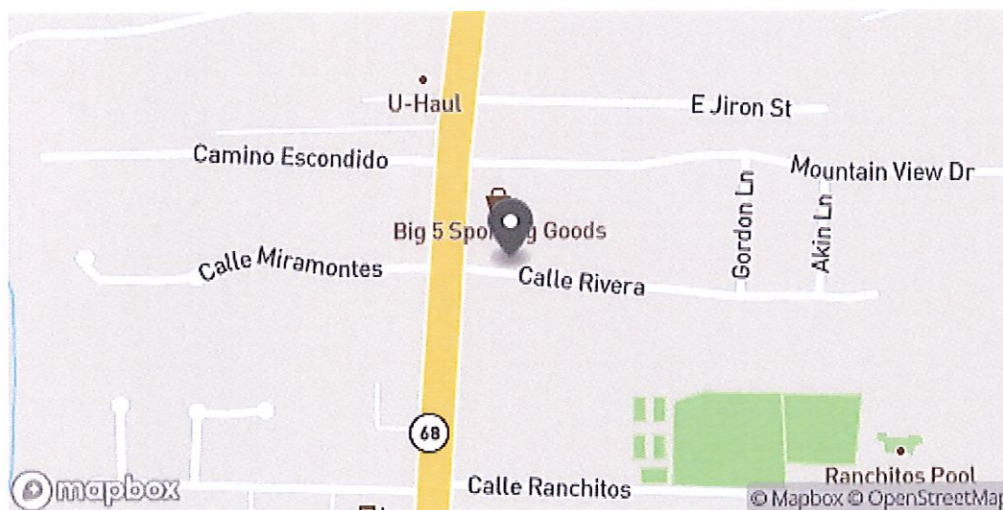 U-Haul
E Jiron St
Camino Escondido
Mountain View Dr
Gordon Ln
Akin Ln
Big 5 Sporting Goods
Calle Miramontes
Calle Rivera
68
Ranchitos Pool
mapbox
Calle Ranchitos
© Mapbox © OpenStreetMap